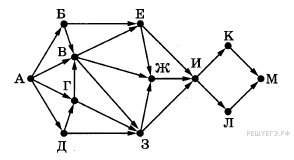 Б Е
К
В
А Ж И М
Г
Л
Д З
РЕШУЕГЭ.РФ